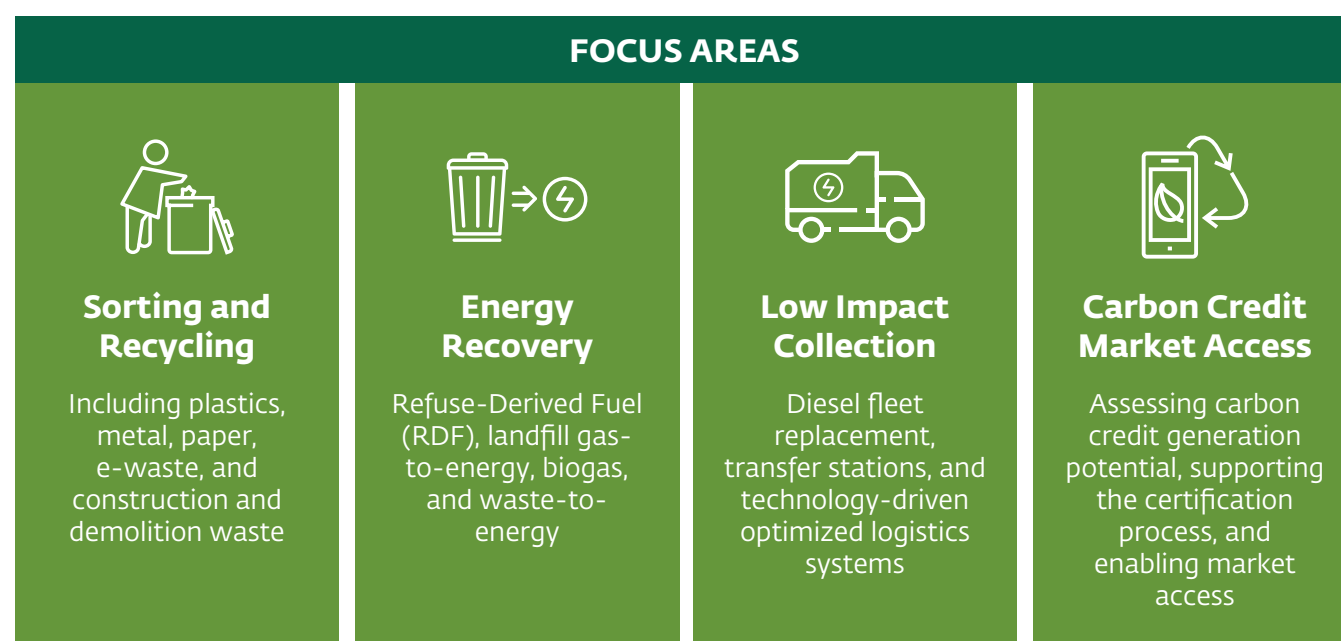 FOCUS AREAS
Sorting and
Recycling
Including plastics,
metal, paper,
e-waste, and
construction and
demolition waste
Energy
Recovery
Refuse-Derived Fuel
(RDF), landfill gas-
to-energy, biogas,
and waste-to-
energy
Low Impact
Collection
Diesel fleet
replacement,
transfer stations, and
technology-driven
optimized logistics
systems
Carbon Credit
Market Access
Assessing carbon
credit generation
potential, supporting
the certification
process, and
enabling market
access